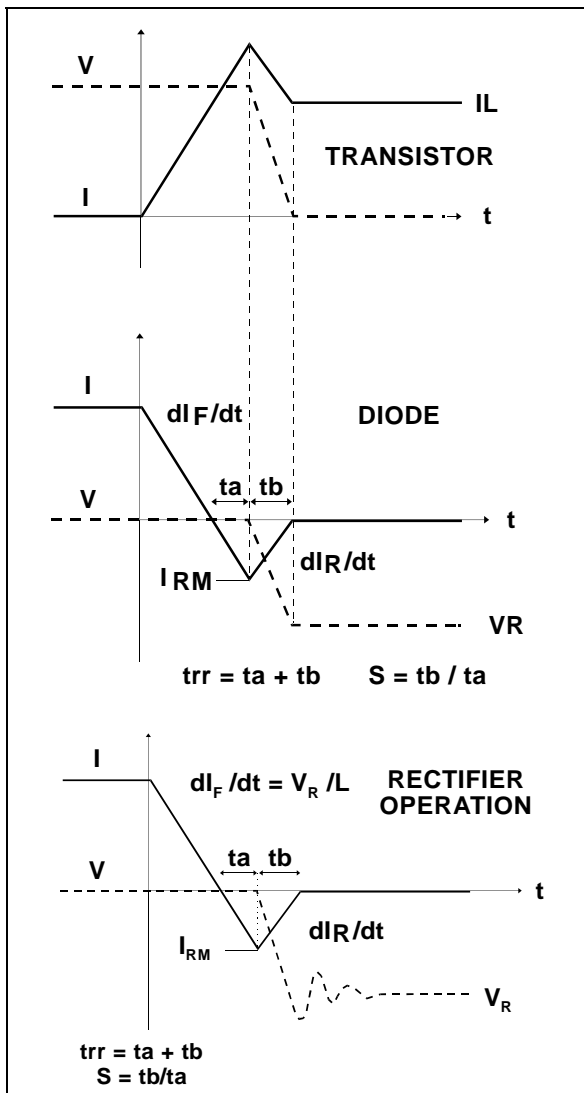 V
IL
TRANSISTOR
I
t
I
dIF/dt
DIODE
ta tb
V
t
IRM
dIR/dt
VR
trr = ta + tb S = tb / ta
I
dIF/dt = VR/L
RECTIFIER
OPERATION
ta tb
V
t
IRM
dIR/dt
VR
trr = ta + tb
S = tb/ta